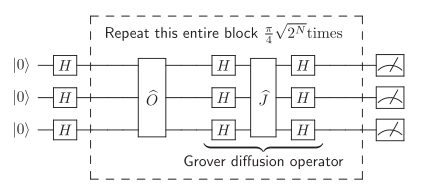 Repeat this entire block π/4 √2^N times
|0⟩ H H H
|0⟩ H Ô H Ĵ H
|0⟩ H H H
Grover diffusion operator